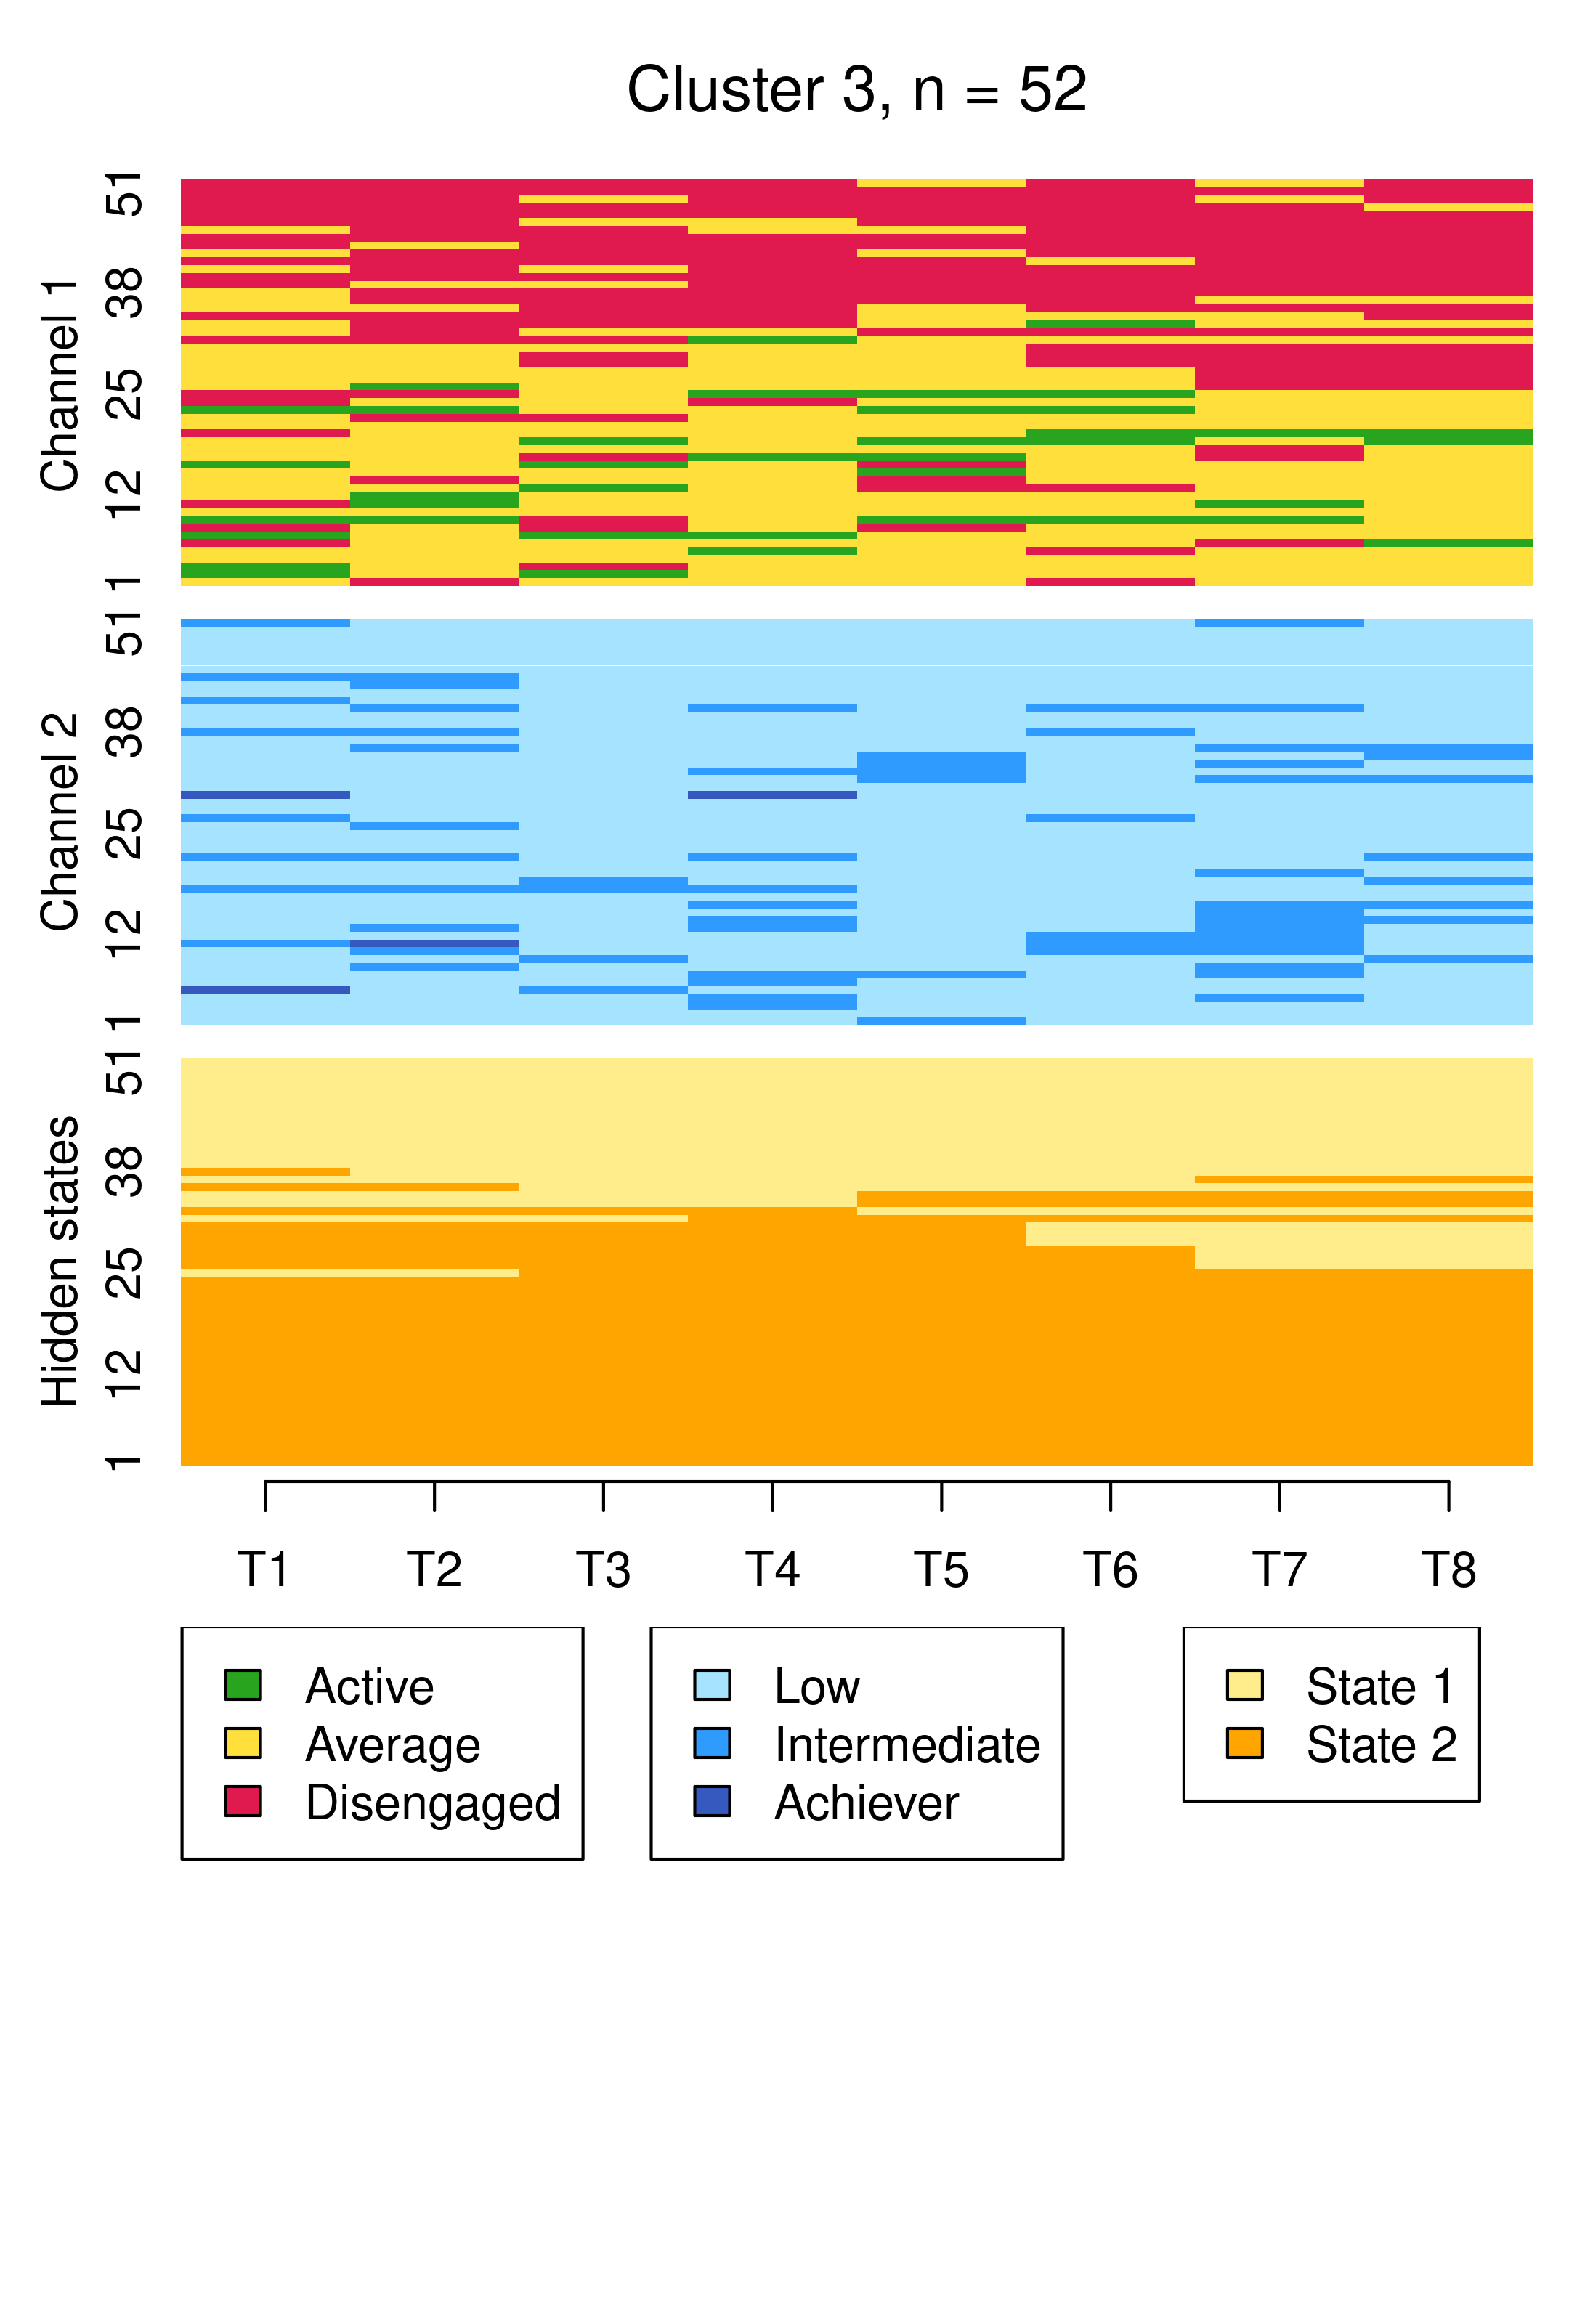 Cluster 3, n = 52
Channel 1
51
38
25
12
1
Channel 2
51
38
25
12
1
Hidden states
51
38
25
12
1
T1 T2 T3 T4 T5 T6 T7 T8
Active
Average
Disengaged
Low
Intermediate
Achiever
State 1
State 2